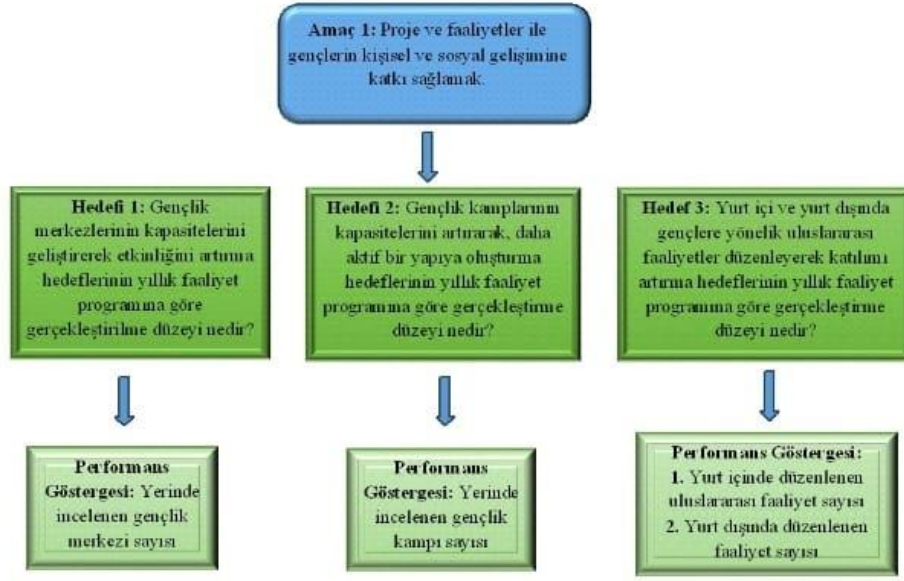 Amaç 1: Proje ve faaliyetler ile
gençlerin kişisel ve sosyal gelişimine
katkı sağlamak.
Hedefi 1: Gençlik
merkezlerinin kapasitelerini
geliştirerek etkinliğini artırma
hedeflerinin yıllık faaliyet
programına göre
gerçekleştirilme düzeyi nedir?
Hedefi 2: Gençlik kamplarının
kapasitelerini artırarak, daha
aktif bir yapıya oluşturma
hedeflerinin yıllık faaliyet
programına göre gerçekleştirme
düzeyi nedir?
Hedef 3: Yurt içi ve yurt dışında
gençlere yönelik uluslararası
faaliyetler düzenleyerek katılımı
artırma hedeflerinin yıllık faaliyet
programına göre gerçekleştirme
düzeyi nedir?
Performans
Göstergesi: Yerinde
incelenen gençlik
merkezi sayısı
Performans
Göstergesi: Yerinde
incelenen gençlik
kampı sayısı
Performans Göstergesi:
1. Yurt içinde düzenlenen
uluslararası faaliyet sayısı
2. Yurt dışında düzenlenen
faaliyet sayısı